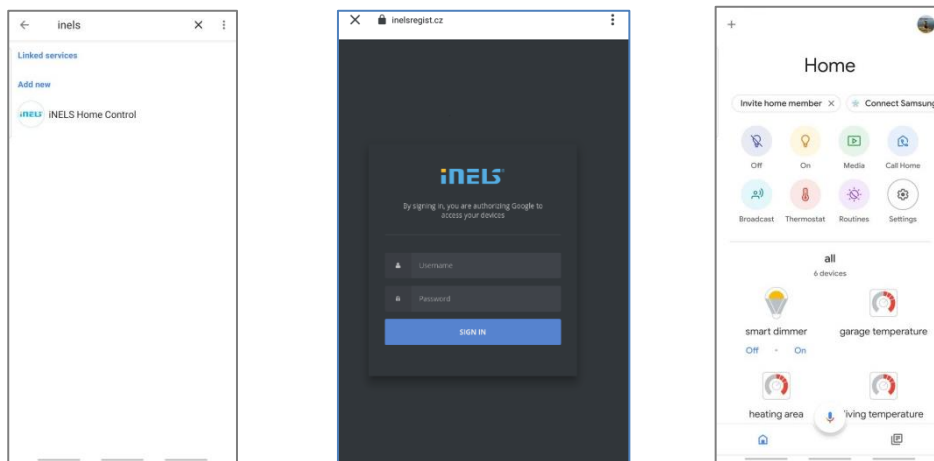 inels
Linked services
Add new
inELS iNELS Home Control
inelsregist.cz
inELS
By signing in, you are authorizing Google to
access your devices
Username
Password
SIGN IN
Home
Invite home member
Connect Samsung
Off On Media Call Home
Broadcast Thermostat Routines Settings
all
6 devices
smart dimmer garage temperature
Off - On
heating area living temperature